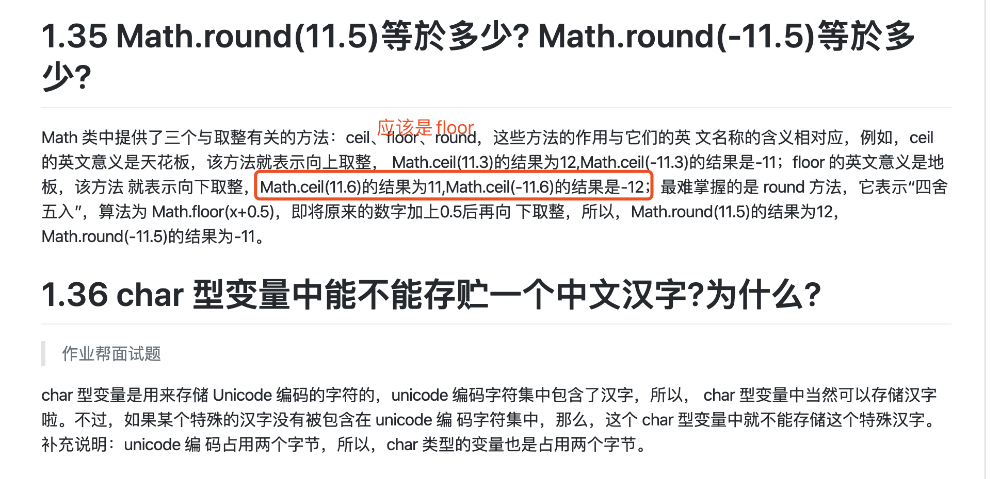 1.35 Math.round(11.5)等於多少? Math.round(-11.5)等於多
少?
应该是floor
Math 类中提供了三个与取整有关的方法：ceil、floor、round，这些方法的作用与它们的英 文名称的含义相对应，例如，ceil
的英文意义是天花板，该方法就表示向上取整， Math.ceil(11.3)的结果为12,Math.ceil(-11.3)的结果是-11；floor 的英文意义是地
板，该方法 就表示向下取整，Math.ceil(11.6)的结果为11,Math.ceil(-11.6)的结果是-12；最难掌握的是 round 方法，它表示“四舍
五入”，算法为 Math.floor(x+0.5)，即将原来的数字加上0.5后再向 下取整，所以，Math.round(11.5)的结果为12，
Math.round(-11.5)的结果为-11。
1.36 char 型变量中能不能存贮一个中文汉字?为什么?
作业帮面试题
char 型变量是用来存储 Unicode 编码的字符的，unicode 编码字符集中包含了汉字，所以， char 型变量中当然可以存储汉字
啦。不过，如果某个特殊的汉字没有被包含在 unicode 编 码字符集中，那么，这个 char 型变量中就不能存储这个特殊汉字。
补充说明：unicode 编 码占用两个字节，所以，char 类型的变量也是占用两个字节。